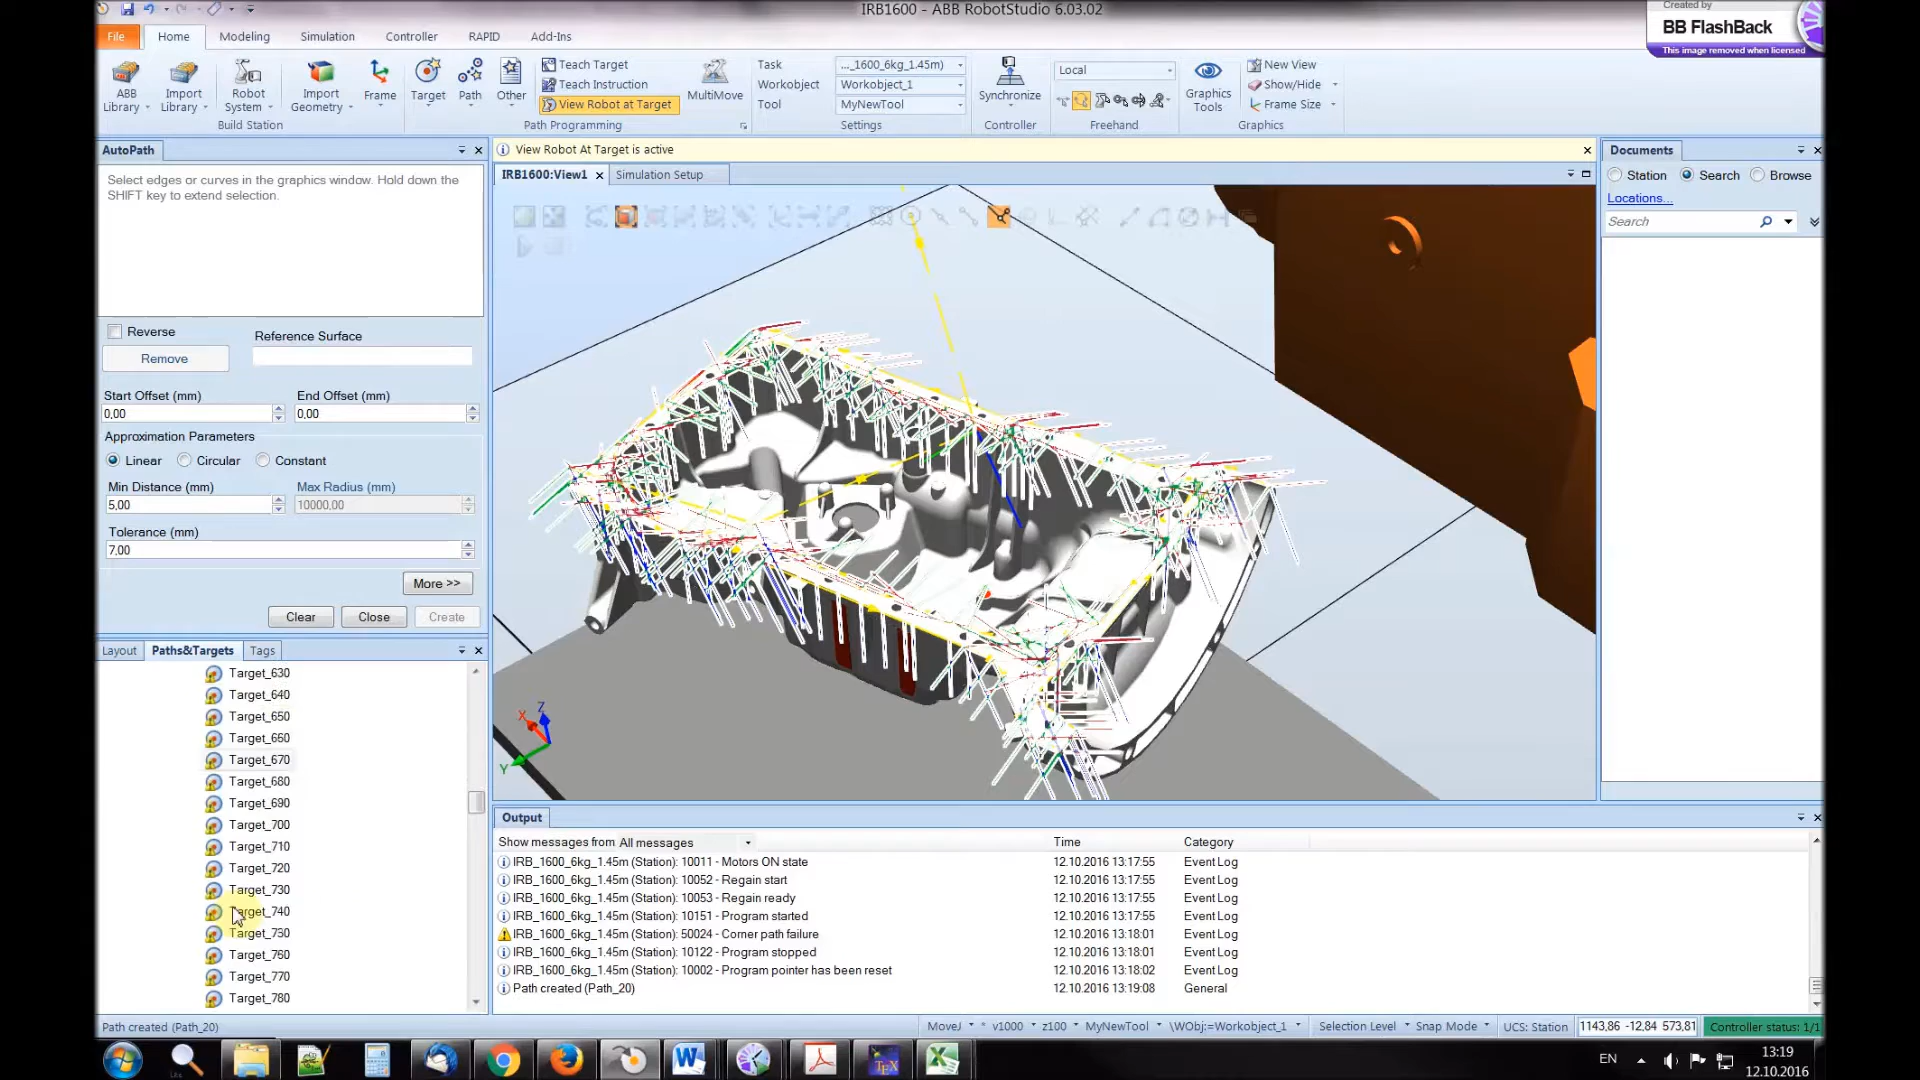 IRB1600 - ABB RobotStudio 6.03.02
Created by
BB FlashBack
This image removed when licensed
File Home Modeling Simulation Controller RAPID Add-Ins
ABB Library
Import Library
Robot System
Import Geometry
Frame
Target
Path
Other
Teach Target
Teach Instruction
View Robot at Target
MultiMove
Task ..._1600_6kg_1.45m)
Workobject Workobject_1
Tool MyNewTool
Synchronize
Local
Graphics Tools
New View
Show/Hide
Frame Size
Build Station Path Programming Settings Controller Freehand Graphics
AutoPath
Select edges or curves in the graphics window. Hold down the
SHIFT key to extend selection.
Reverse
Reference Surface
Remove
Start Offset (mm) End Offset (mm)
0,00 0,00
Approximation Parameters
Linear Circular Constant
Min Distance (mm) Max Radius (mm)
5,00 10000,00
Tolerance (mm)
7,00
More >>
Clear Close Create
Layout Paths&Targets Tags
Target_630
Target_640
Target_650
Target_660
Target_670
Target_680
Target_690
Target_700
Target_710
Target_720
Target_730
Target_740
Target_750
Target_760
Target_770
Target_780
View Robot At Target is active
IRB1600:View1 Simulation Setup
X
Z
Y
Documents
Station Search Browse
Locations...
Search
Output
Show messages from All messages Time Category
IRB_1600_6kg_1.45m (Station): 10011 - Motors ON state 12.10.2016 13:17:55 Event Log
IRB_1600_6kg_1.45m (Station): 10052 - Regain start 12.10.2016 13:17:55 Event Log
IRB_1600_6kg_1.45m (Station): 10053 - Regain ready 12.10.2016 13:17:55 Event Log
IRB_1600_6kg_1.45m (Station): 10151 - Program started 12.10.2016 13:17:55 Event Log
IRB_1600_6kg_1.45m (Station): 50024 - Corner path failure 12.10.2016 13:18:01 Event Log
IRB_1600_6kg_1.45m (Station): 10122 - Program stopped 12.10.2016 13:18:01 Event Log
IRB_1600_6kg_1.45m (Station): 10002 - Program pointer has been reset 12.10.2016 13:18:02 Event Log
Path created (Path_20) 12.10.2016 13:19:08 General
Path created (Path_20) MoveJ * v1000 z100 MyNewTool \WObj:=Workobject_1 Selection Level Snap Mode UCS: Station 1143,86 -12,84 573,81 Controller status: 1/1
EN
13:19
12.10.2016